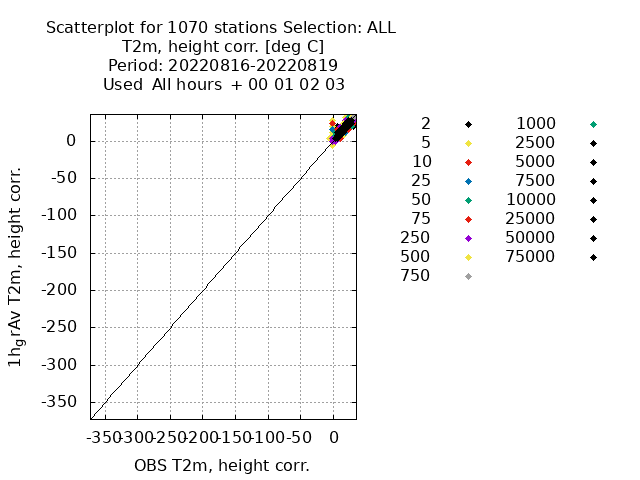 Scatterplot for 1070 stations Selection: ALL
T2m, height corr. [deg C]
Period: 20220816-20220819
Used All hours + 00 01 02 03
0
-50
-100
-150
-200
-250
-300
-350
1hgrAv T2m, height corr.
-350 -300 -250 -200 -150 -100 -50 0
OBS T2m, height corr.
2 1000
5 2500
10 5000
25 7500
50 10000
75 25000
250 50000
500 75000
750